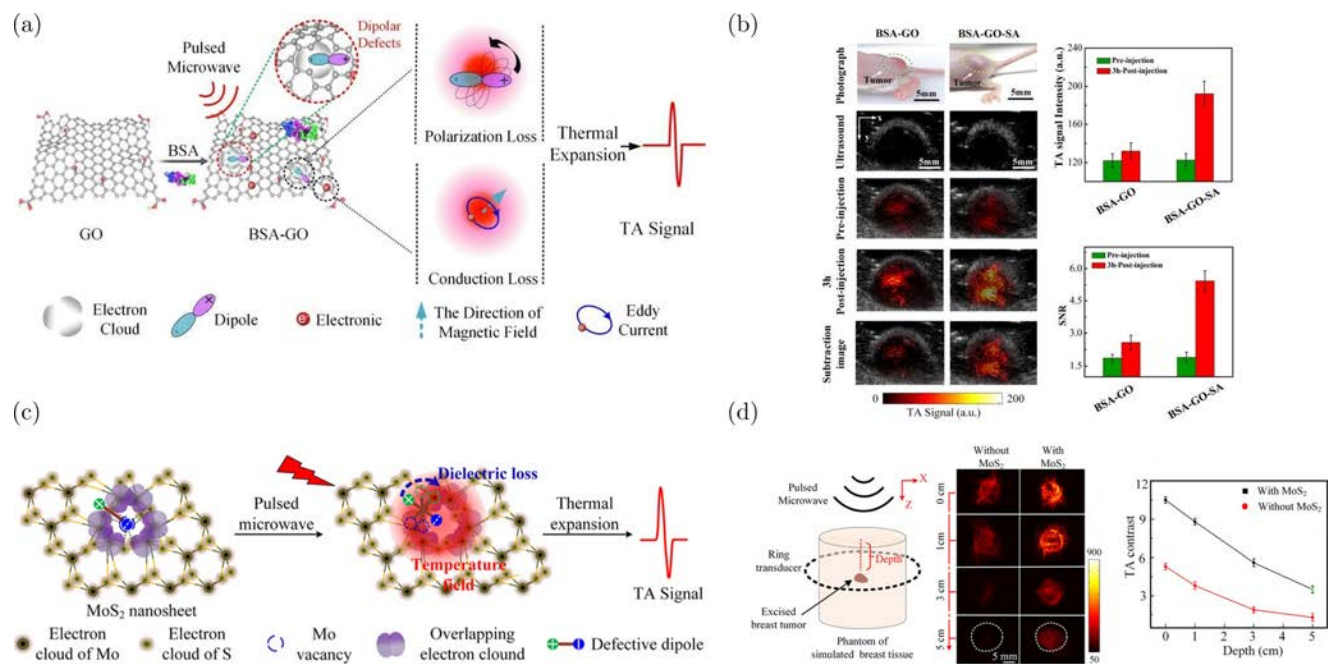 (a)
Dipolar
Defects
Pulsed
Microwave
BSA
GO
BSA-GO
Polarization Loss
Conduction Loss
Thermal
Expansion
TA Signal
Electron
Cloud
Dipole
e
Electronic
The Direction of
Magnetic Field
Eddy
Current
(b)
BSA-GO
BSA-GO-SA
Photograph
Tumor
5mm
Tumor
5mm
Ultrasound
5mm
5mm
Pre-injection
3h
Post-injection
Subtraction
image
0
200
TA Signal (a.u.)
TA signal Intensity (a.u.)
240
200
160
120
Pre-injection
3h-Post-injection
BSA-GO
BSA-GO-SA
SNR
6.0
4.5
3.0
1.5
Pre-injection
3h-Post-injection
BSA-GO
BSA-GO-SA
(c)
MoS2 nanosheet
Pulsed
microwave
Dielectric loss
Temperature
field
Thermal
expansion
TA Signal
Electron
cloud of Mo
Electron
cloud of S
Mo
vacancy
Overlapping
electron clound
Defective dipole
(d)
Pulsed
Microwave
X
Z
Ring
transducer
Depth
Excised
breast tumor
Phantom of
simulated breast tissue
Without
MoS2
With
MoS2
0 cm
1cm
3 cm
5 cm
5 mm
900
50
TA contrast
12
9
6
3
With MoS2
Without MoS2
0 1 2 3 4 5
Depth (cm)